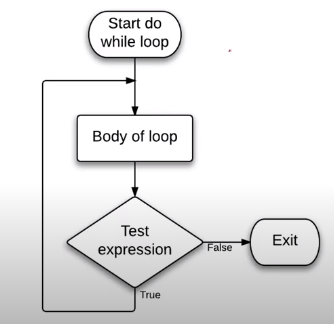 Start do
while loop
Body of loop
Test
expression
False
Exit
True